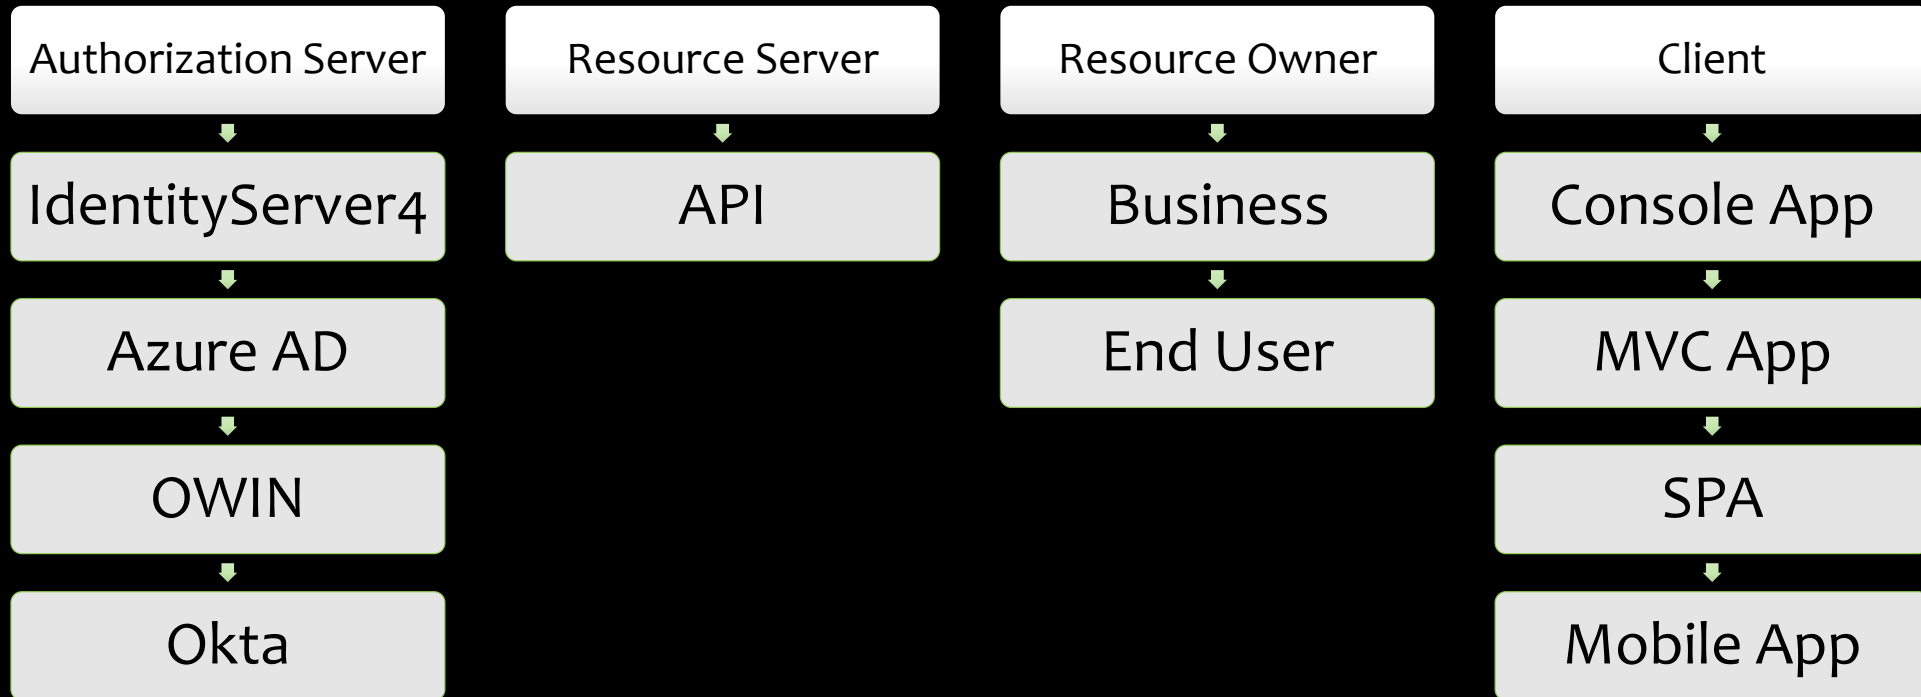 Authorization Server
IdentityServer4
Azure AD
OWIN
Okta
Resource Server
API
Resource Owner
Business
End User
Client
Console App
MVC App
SPA
Mobile App